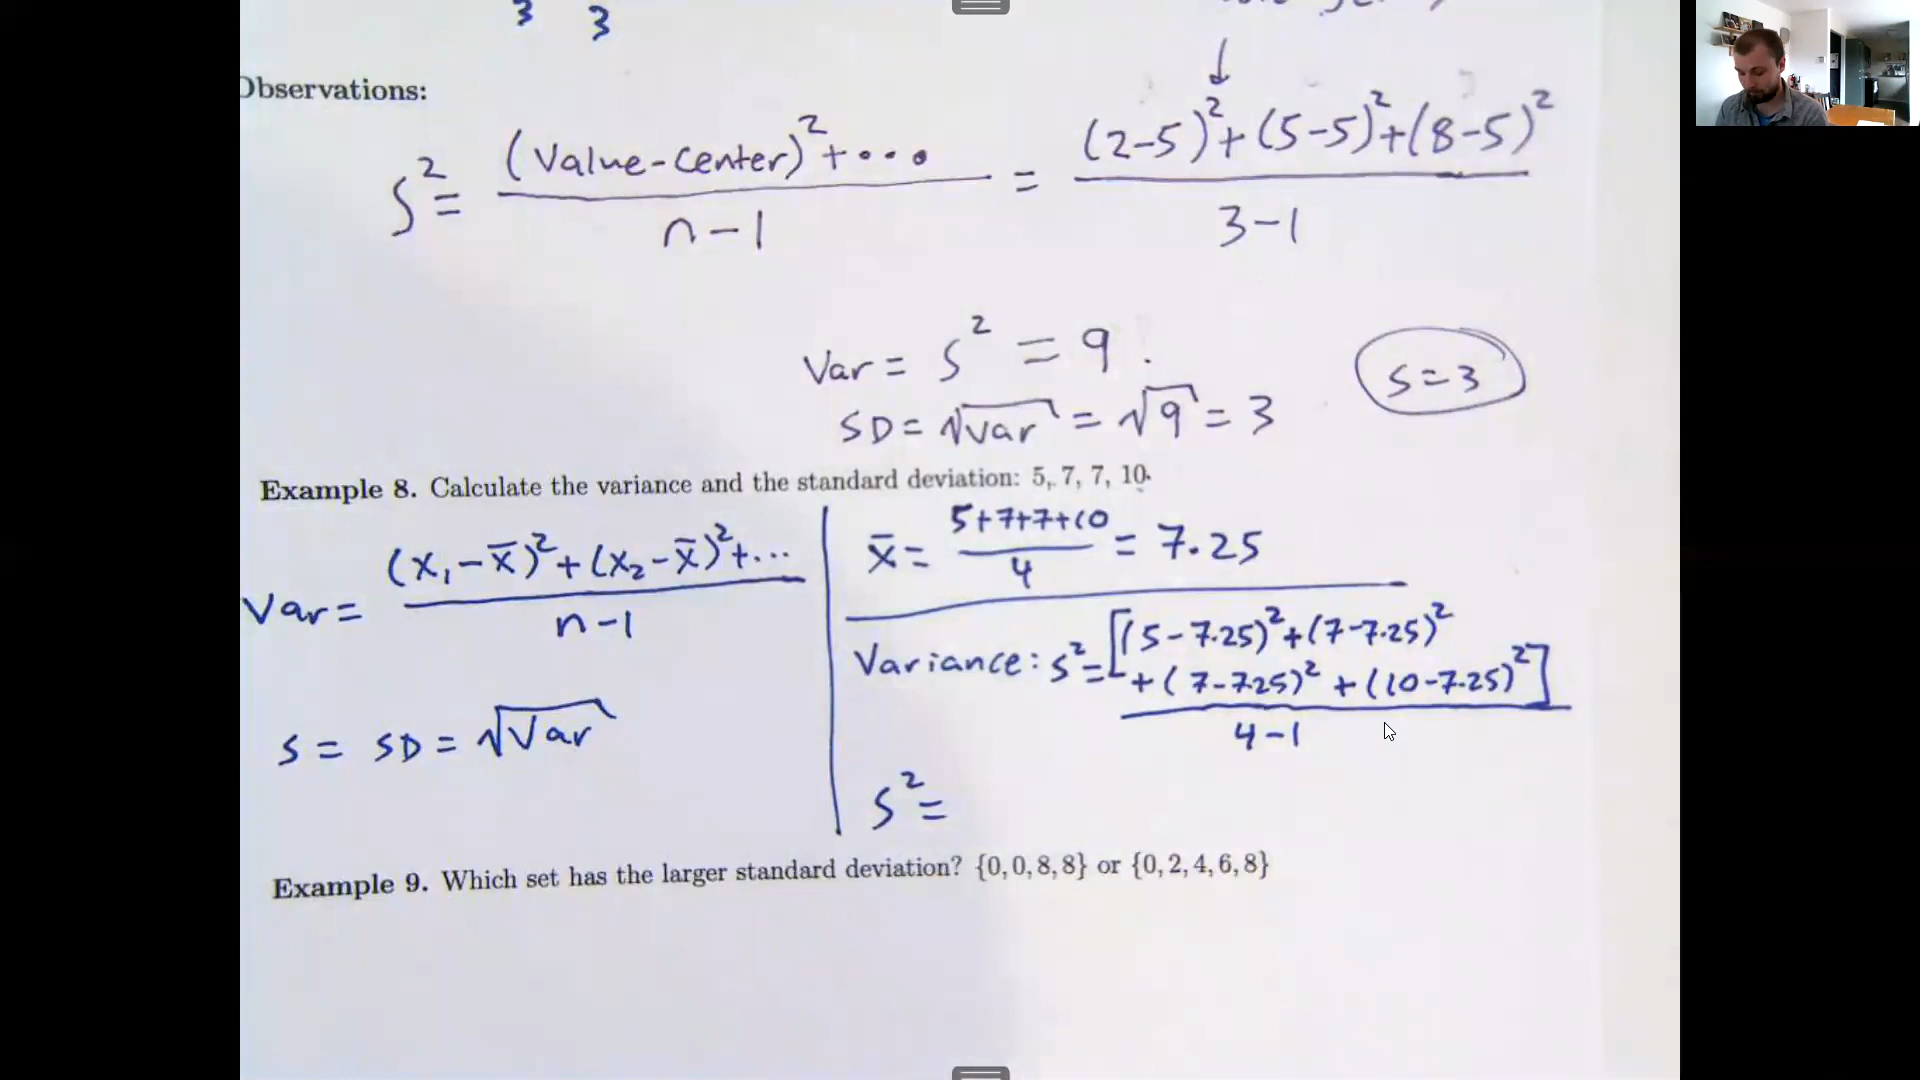 3 3
Observations:
s² = (Value-Center)² + ... / n-1 = (2-5)² + (5-5)² + (8-5)² / 3-1
Var = s² = 9.
SD = √Var = √9 = 3
s = 3
Example 8. Calculate the variance and the standard deviation: 5, 7, 7, 10.
Var = (x₁ - x̄)² + (x₂ - x̄)² + ... / n-1
s = SD = √Var
x̄ = 5+7+7+10 / 4 = 7.25
Variance: s² = [(5-7.25)² + (7-7.25)²
+ (7-7.25)² + (10-7.25)²]
4-1
s² =
Example 9. Which set has the larger standard deviation? {0, 0, 8, 8} or {0, 2, 4, 6, 8}